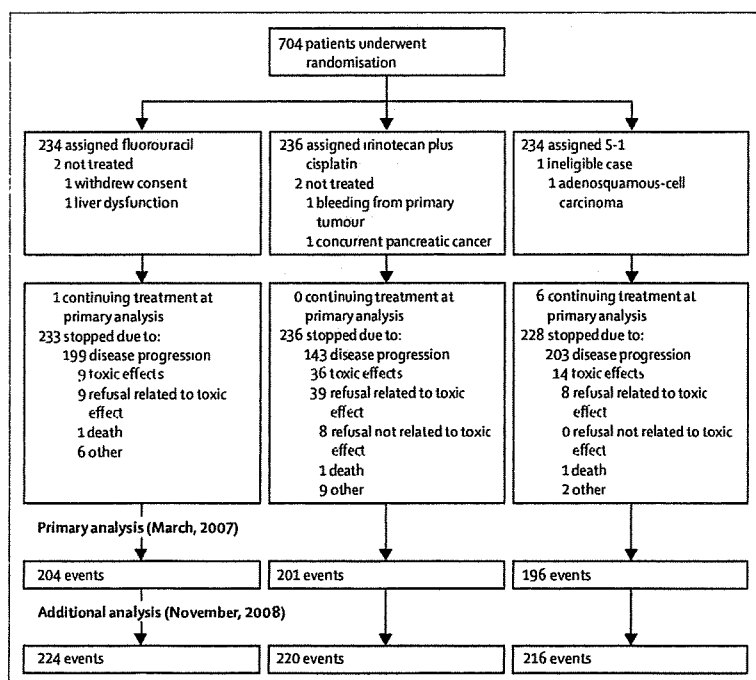 704 patients underwent
randomisation
234 assigned fluorouracil
2 not treated
1 withdrew consent
1 liver dysfunction
236 assigned irinotecan plus
cisplatin
2 not treated
1 bleeding from primary
tumour
1 concurrent pancreatic cancer
234 assigned S-1
1 ineligible case
1 adenosquamous-cell
carcinoma
1 continuing treatment at
primary analysis
233 stopped due to:
199 disease progression
9 toxic effects
9 refusal related to toxic
effect
1 death
6 other
0 continuing treatment at
primary analysis
236 stopped due to:
143 disease progression
36 toxic effects
39 refusal related to toxic
effect
8 refusal not related to toxic
effect
1 death
9 other
6 continuing treatment at
primary analysis
228 stopped due to:
203 disease progression
14 toxic effects
8 refusal related to toxic
effect
0 refusal not related to toxic
effect
1 death
2 other
Primary analysis (March, 2007)
204 events
201 events
196 events
Additional analysis (November, 2008)
224 events
220 events
216 events